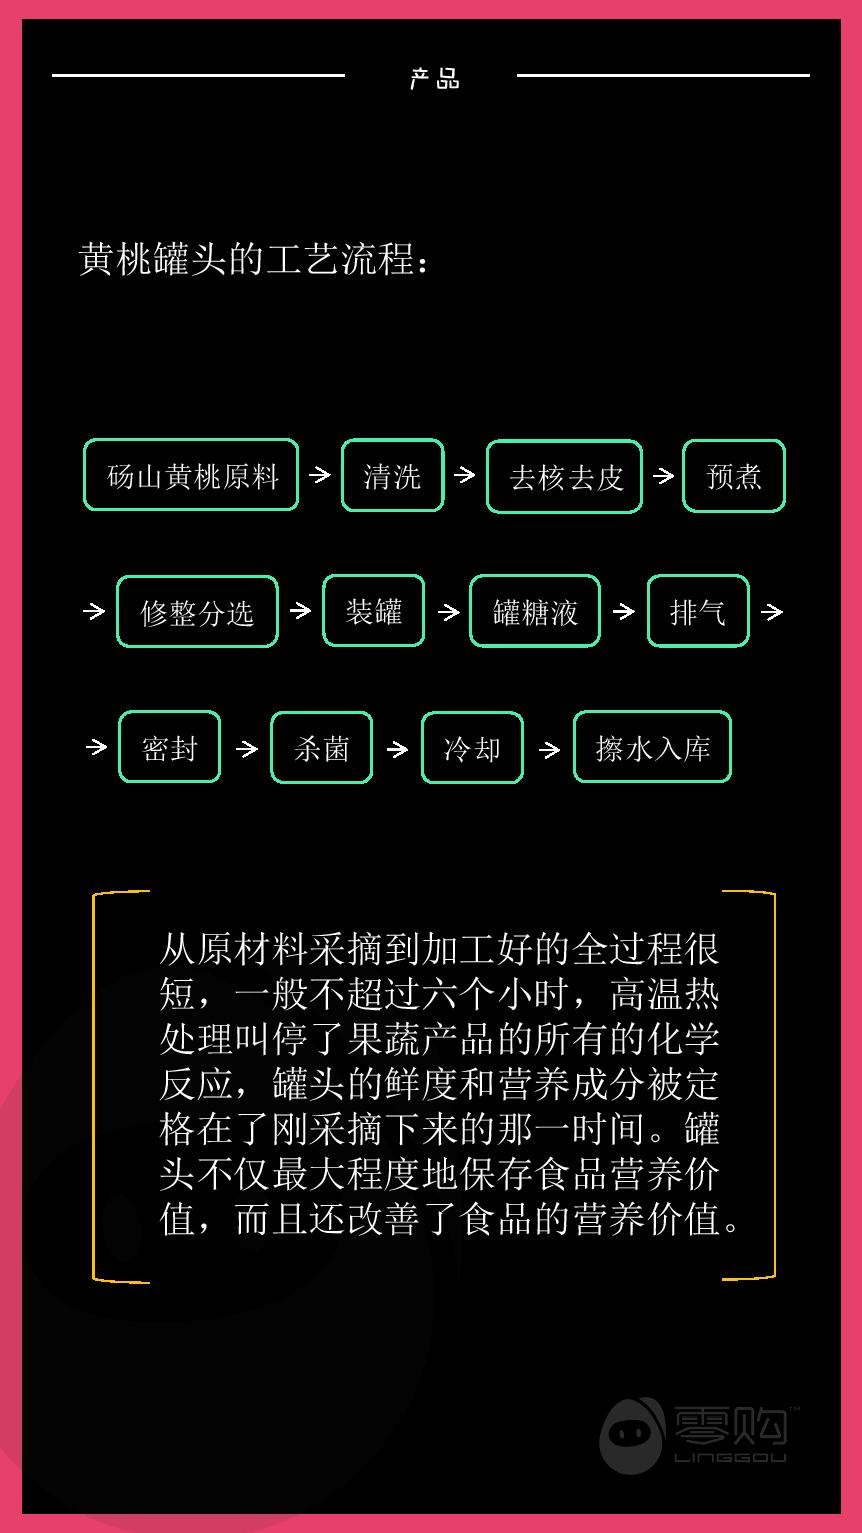 产品
黄桃罐头的工艺流程：
砀山黄桃原料 → 清洗 → 去核去皮 → 预煮
→ 修整分选 → 装罐 → 罐糖液 → 排气 →
→ 密封 → 杀菌 → 冷却 → 擦水入库
从原材料采摘到加工好的全过程很
短，一般不超过六个小时，高温热
处理叫停了果蔬产品的所有的化学
反应，罐头的鲜度和营养成分被定
格在了刚采摘下来的那一时间。罐
头不仅最大程度地保存食品营养价
值，而且还改善了食品的营养价值。
零购™
LINGGOU